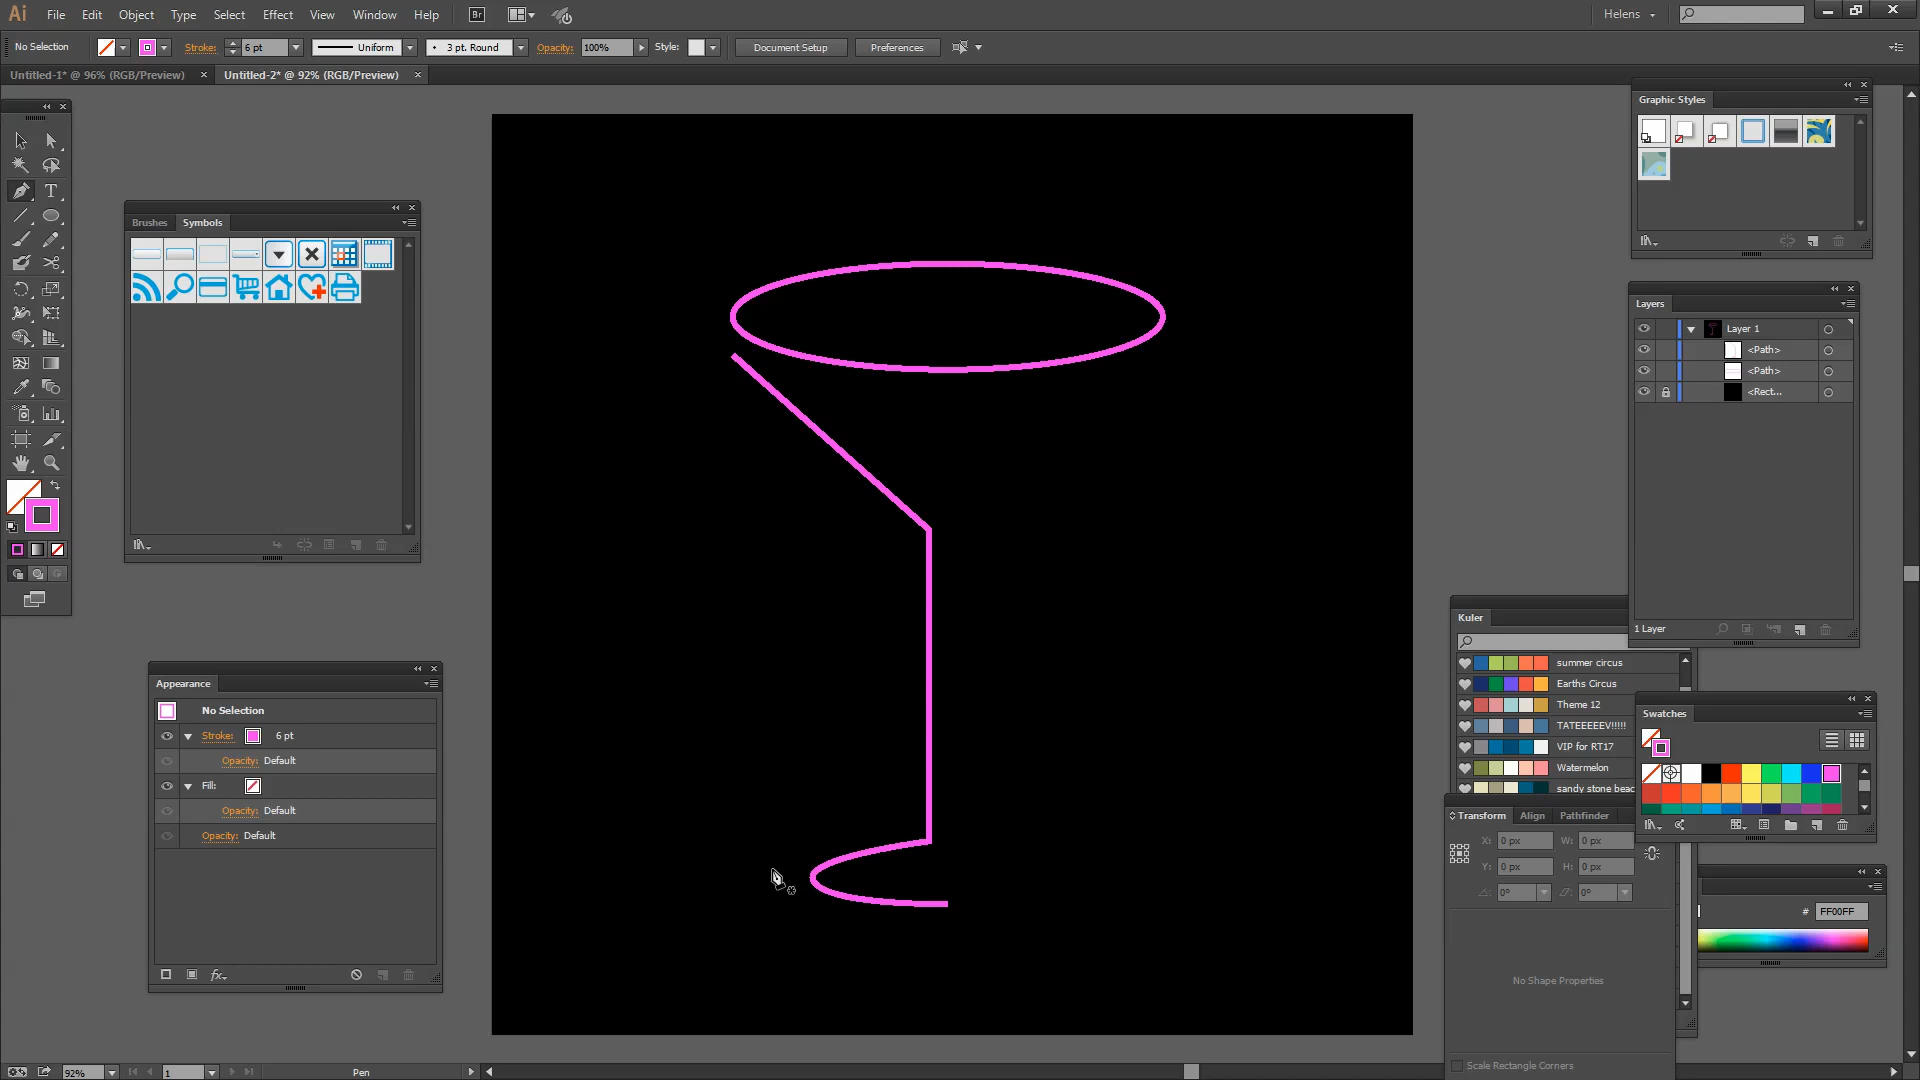 Ai File Edit Object Type Select Effect View Window Help Br Helens
No Selection Stroke: 6 pt Uniform 3 pt. Round Opacity: 100% Style: Document Setup Preferences
Untitled-1* @ 96% (RGB/Preview) Untitled-2* @ 92% (RGB/Preview)
Graphic Styles
Brushes Symbols
Layers
Layer 1
<Path>
<Path>
<Rect...
1 Layer
Kuler
summer circus
Earths Circus
Theme 12
TATEEEEEV!!!!!
VIP for RT17
Watermelon
sandy stone beac
Appearance
No Selection
Stroke: 6 pt
Opacity: Default
Fill:
Opacity: Default
Opacity: Default
fx
Swatches
Transform Align Pathfinder
X: 0 px W: 0 px
Y: 0 px H: 0 px
0° 0°
# FF00FF
No Shape Properties
Scale Rectangle Corners
92% 1 Pen